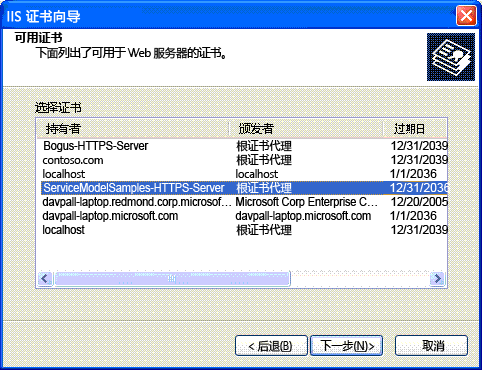 IIS 证书向导
可用证书
下面列出了可用于 Web 服务器的证书。
选择证书
持有者 颁发者 过期日
Bogus-HTTPS-Server 根证书代理 12/31/2039
contoso.com 根证书代理 12/31/2039
localhost localhost 1/1/2036
ServiceModelSamples-HTTPS-Server 根证书代理 12/31/2036
davpall-laptop.redmond.corp.microsof... Microsoft Corp Enterprise C... 12/20/2005
davpall-laptop.microsoft.com davpall-laptop.microsoft.com 1/1/2036
localhost 根证书代理 12/31/2039
< 后退(B) 下一步(N)> 取消